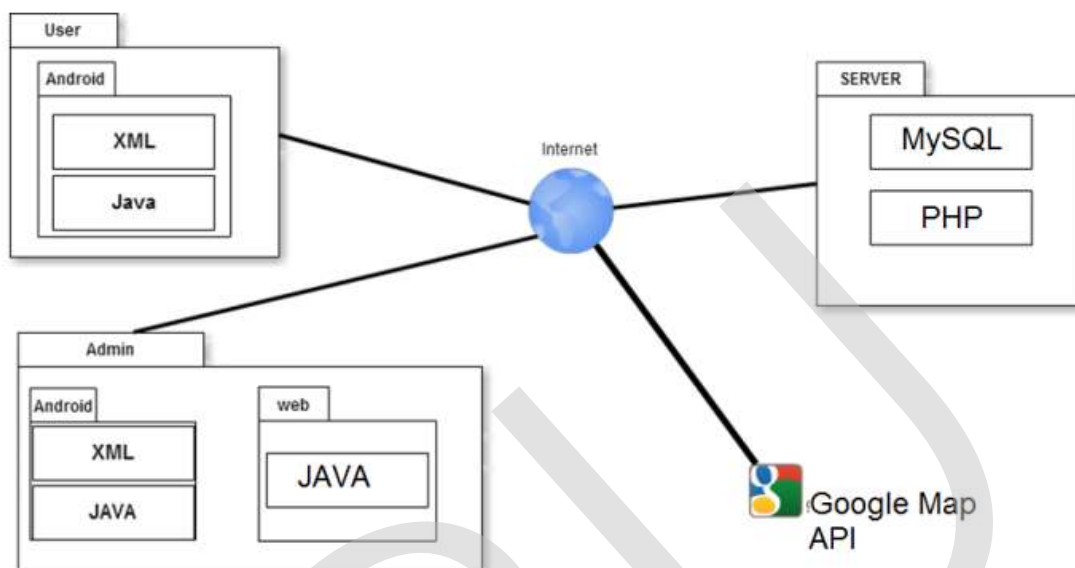 User
Android
XML
Java
Internet
SERVER
MySQL
PHP
Admin
Android
XML
JAVA
web
JAVA
Google Map
API